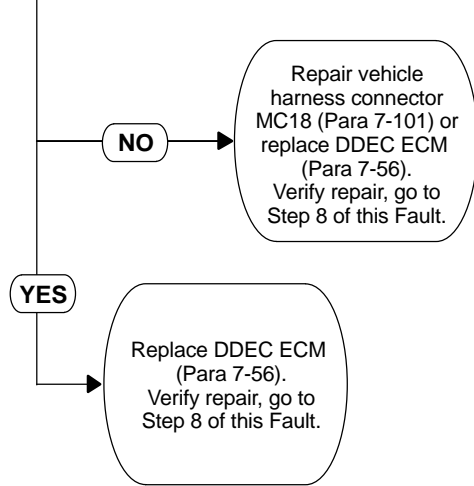 NO
Repair vehicle
harness connector
MC18 (Para 7-101) or
replace DDEC ECM
(Para 7-56).
Verify repair, go to
Step 8 of this Fault.
YES
Replace DDEC ECM
(Para 7-56).
Verify repair, go to
Step 8 of this Fault.